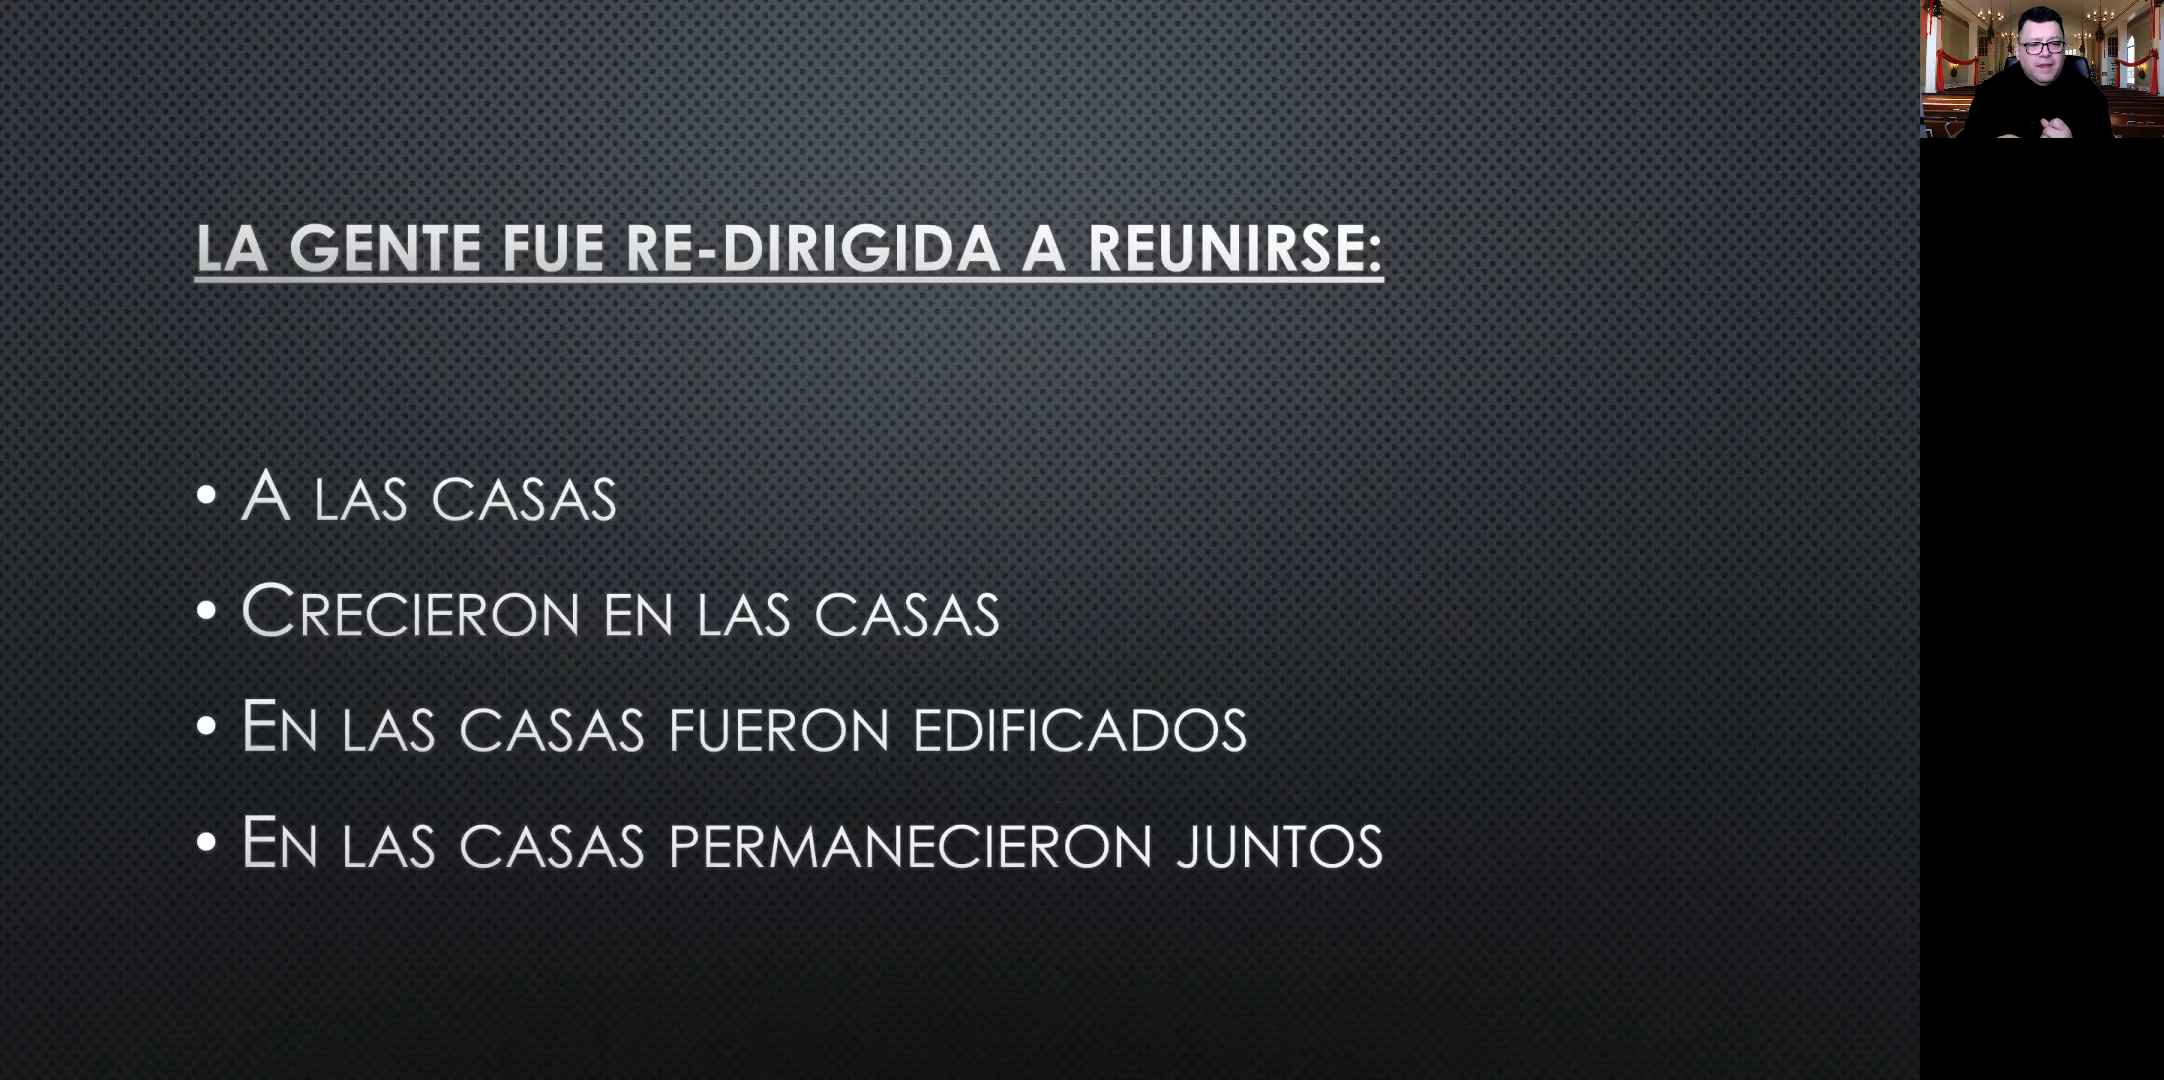 LA GENTE FUE RE-DIRIGIDA A REUNIRSE:
• A LAS CASAS
• CRECIERON EN LAS CASAS
• EN LAS CASAS FUERON EDIFICADOS
• EN LAS CASAS PERMANECIERON JUNTOS